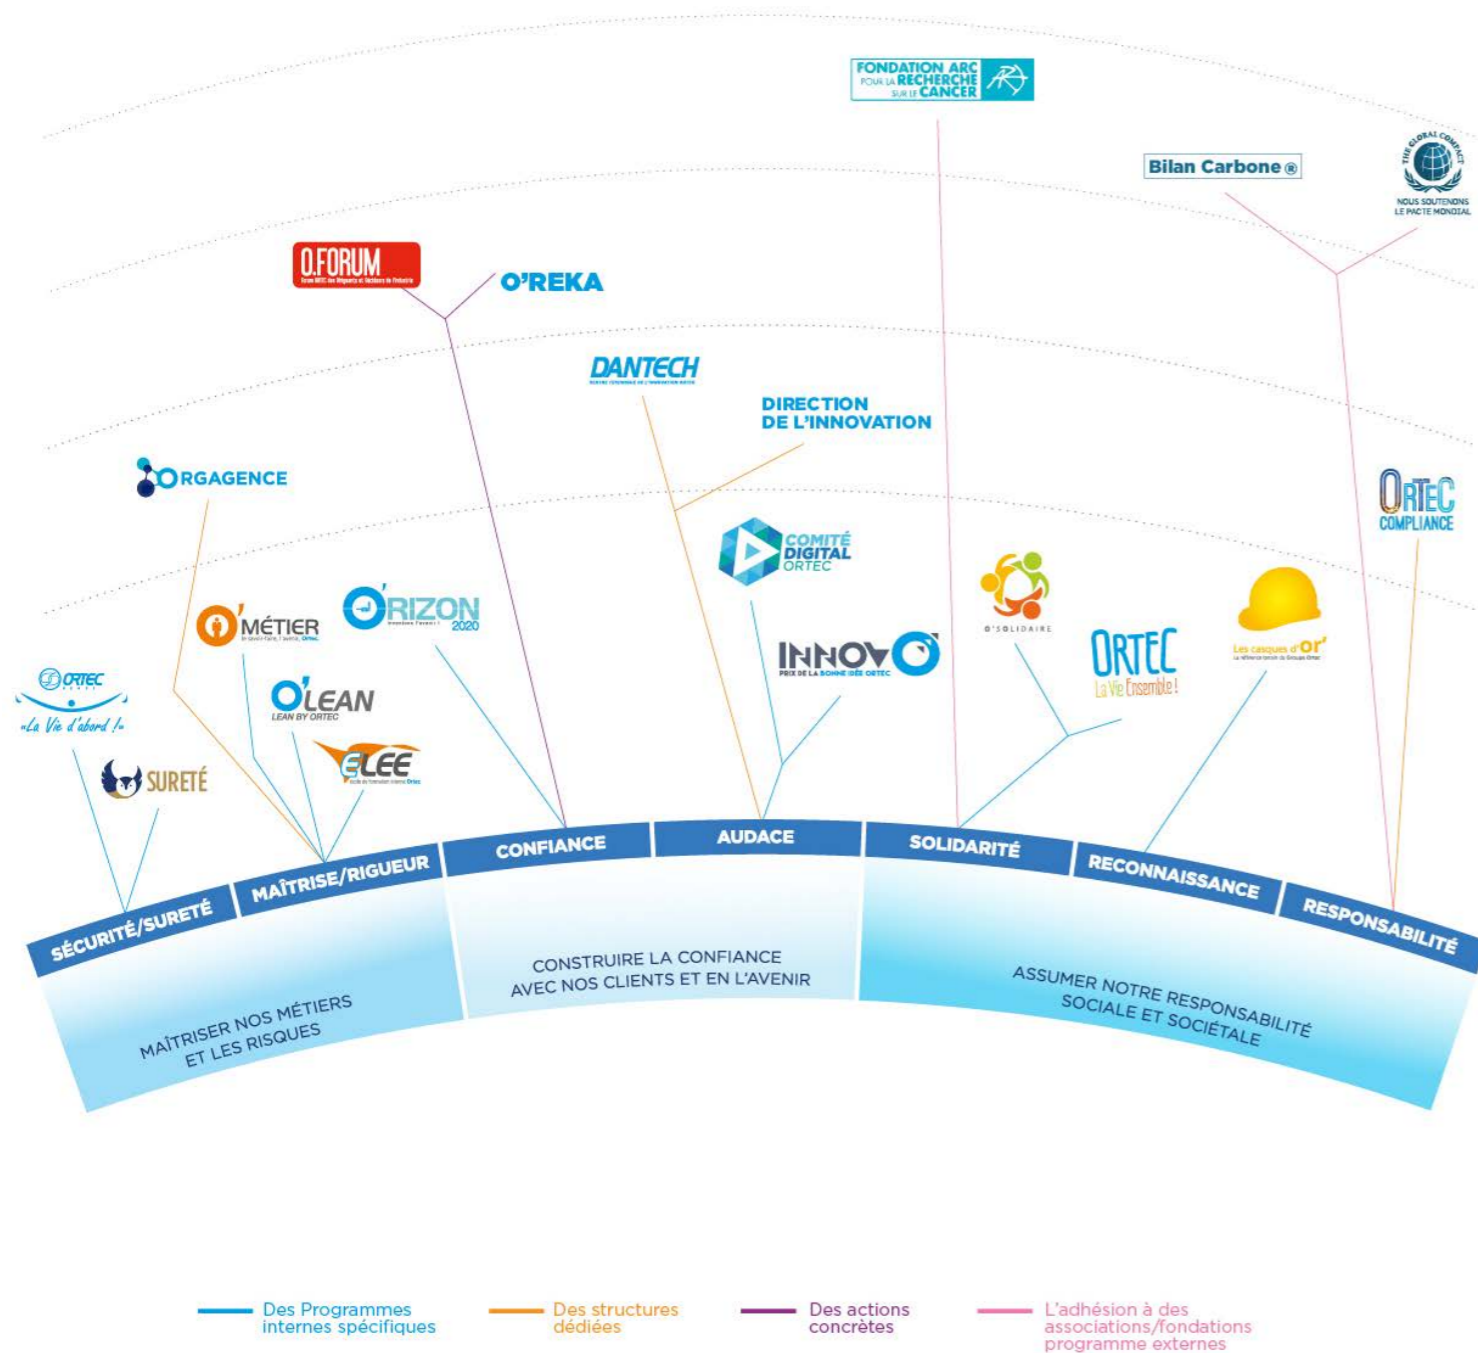 FONDATION ARC
POUR LA RECHERCHE
SUR LE CANCER
Bilan Carbone ®
THE GLOBAL COMPACT
NOUS SOUTENONS
LE PACTE MONDIAL
O.FORUM
O'REKA
DANTECH
DIRECTION
DE L'INNOVATION
ORGAGENCE
ORTEC
COMPLIANCE
COMITÉ
DIGITAL
ORTEC
O'MÉTIER
O'RIZON
2020
INNOVO
PRIX DE LA BONNE IDÉE ORTEC
O'SOLIDAIRE
ORTEC
La Vie Ensemble !
Les casques d'or'
ORTEC
«La Vie d'abord !»
O'LEAN
LEAN BY ORTEC
ELEE
SURETÉ
SÉCURITÉ/SURETÉ
MAÎTRISE/RIGUEUR
CONFIANCE
AUDACE
SOLIDARITÉ
RECONNAISSANCE
RESPONSABILITÉ
MAÎTRISER NOS MÉTIERS
ET LES RISQUES
CONSTRUIRE LA CONFIANCE
AVEC NOS CLIENTS ET EN L'AVENIR
ASSUMER NOTRE RESPONSABILITÉ
SOCIALE ET SOCIÉTALE
Des Programmes
internes spécifiques
Des structures
dédiées
Des actions
concrètes
L'adhésion à des
associations/fondations
programme externes